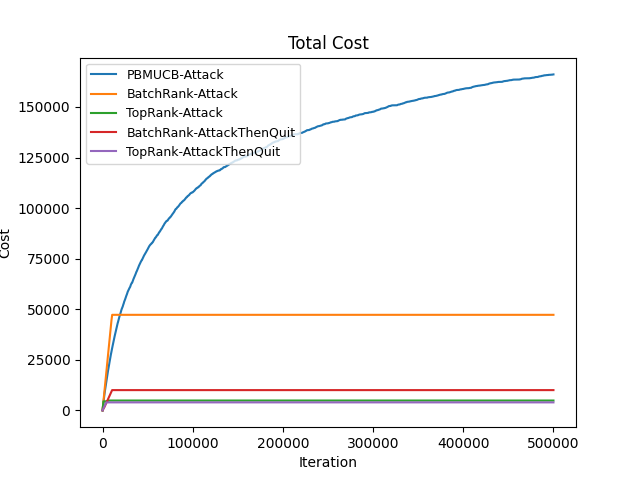 Total Cost
PBMUCB-Attack
BatchRank-Attack
TopRank-Attack
BatchRank-AttackThenQuit
TopRank-AttackThenQuit
150000
125000
100000
75000
50000
25000
0
Cost
0 100000 200000 300000 400000 500000
Iteration